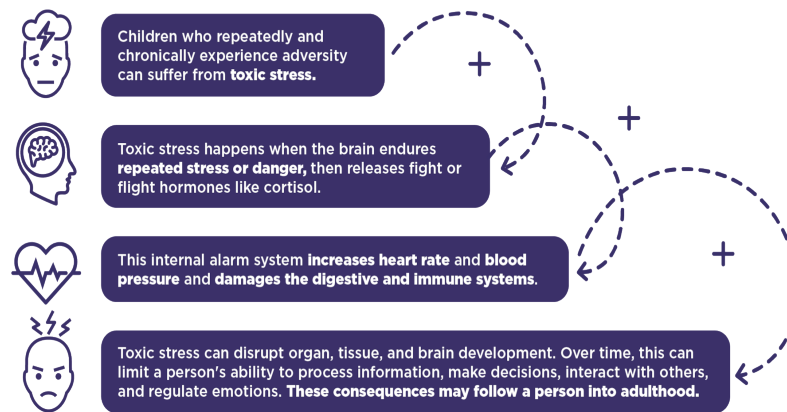 Children who repeatedly and
chronically experience adversity
can suffer from toxic stress.
Toxic stress happens when the brain endures
repeated stress or danger, then releases fight or
flight hormones like cortisol.
This internal alarm system increases heart rate and blood
pressure and damages the digestive and immune systems.
Toxic stress can disrupt organ, tissue, and brain development. Over time, this can
limit a person's ability to process information, make decisions, interact with others,
and regulate emotions. These consequences may follow a person into adulthood.